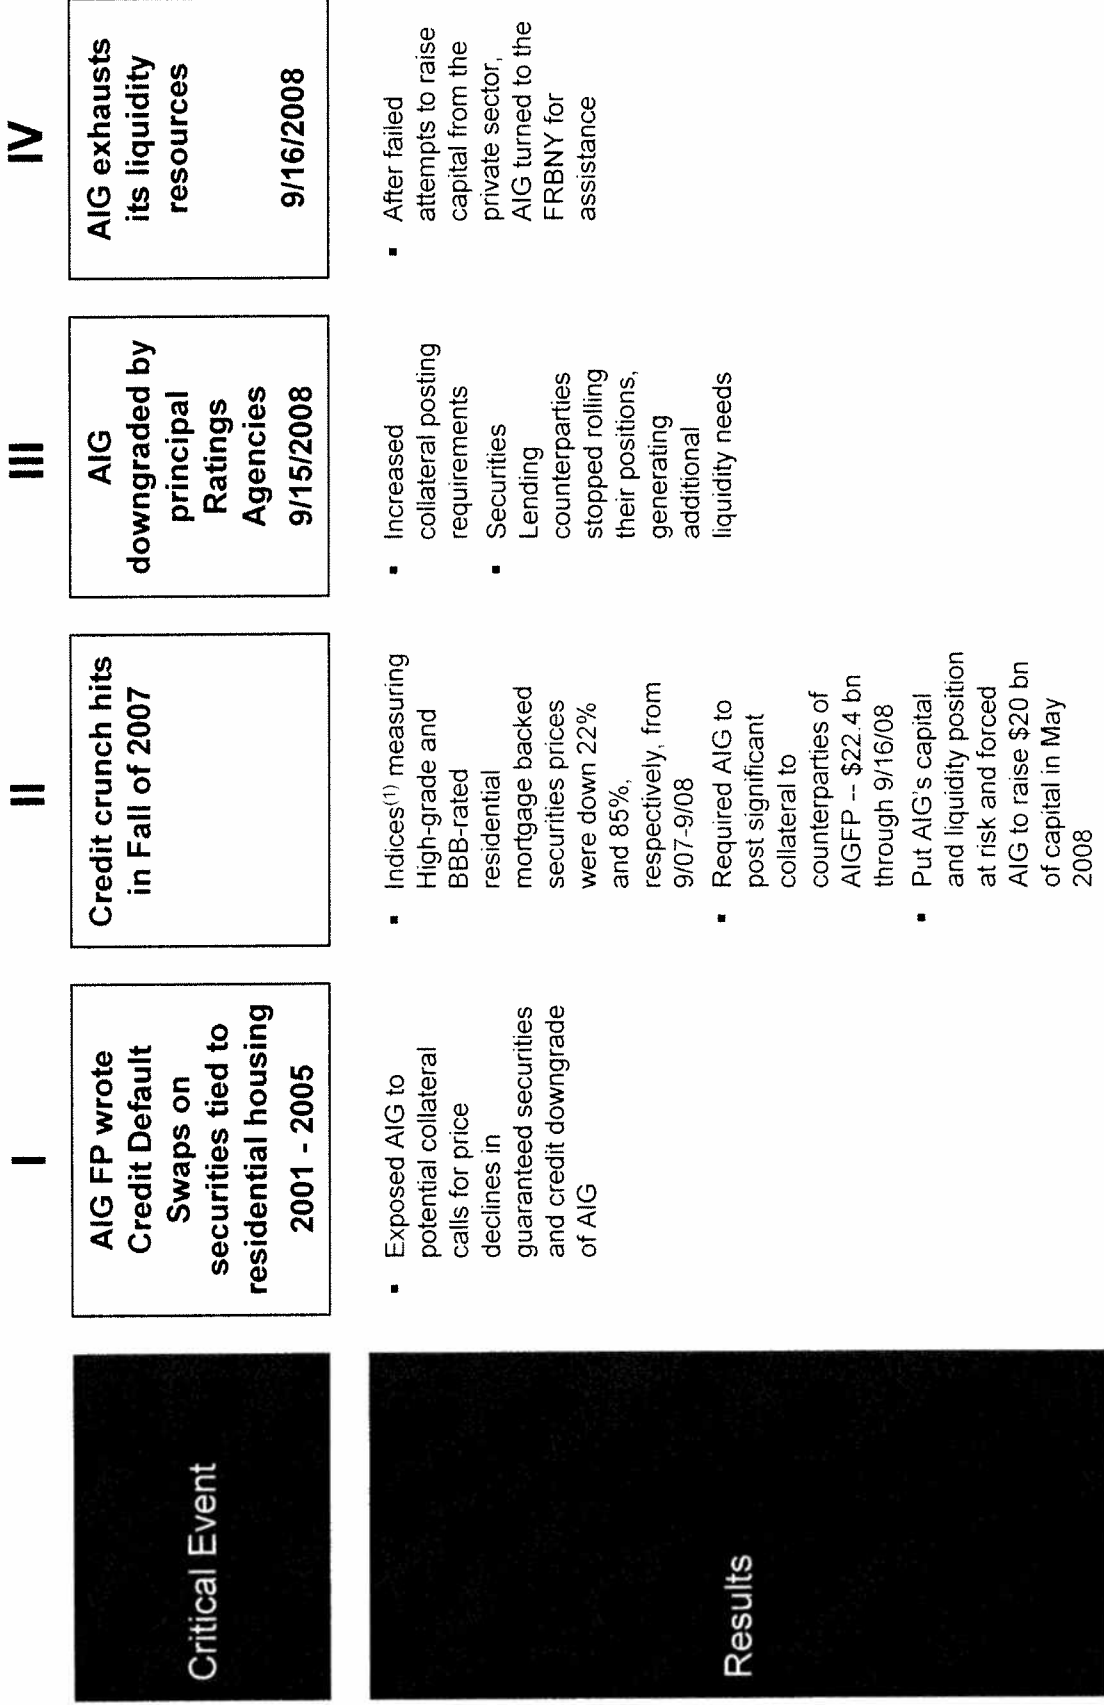 I
II
III
IV
Critical Event
AIG FP wrote
Credit Default
Swaps on
securities tied to
residential housing
2001 - 2005
Credit crunch hits
in Fall of 2007
AIG
downgraded by
principal
Ratings
Agencies
9/15/2008
AIG exhausts
its liquidity
resources
9/16/2008
Results
▪ Exposed AIG to
potential collateral
calls for price
declines in
guaranteed securities
and credit downgrade
of AIG
▪ Indices(1) measuring
High-grade and
BBB-rated
residential
mortgage backed
securities prices
were down 22%
and 85%,
respectively, from
9/07-9/08
▪ Required AIG to
post significant
collateral to
counterparties of
AIGFP -- $22.4 bn
through 9/16/08
▪ Put AIG's capital
and liquidity position
at risk and forced
AIG to raise $20 bn
of capital in May
2008
▪ Increased
collateral posting
requirements
▪ Securities
Lending
counterparties
stopped rolling
their positions,
generating
additional
liquidity needs
▪ After failed
attempts to raise
capital from the
private sector,
AIG turned to the
FRBNY for
assistance